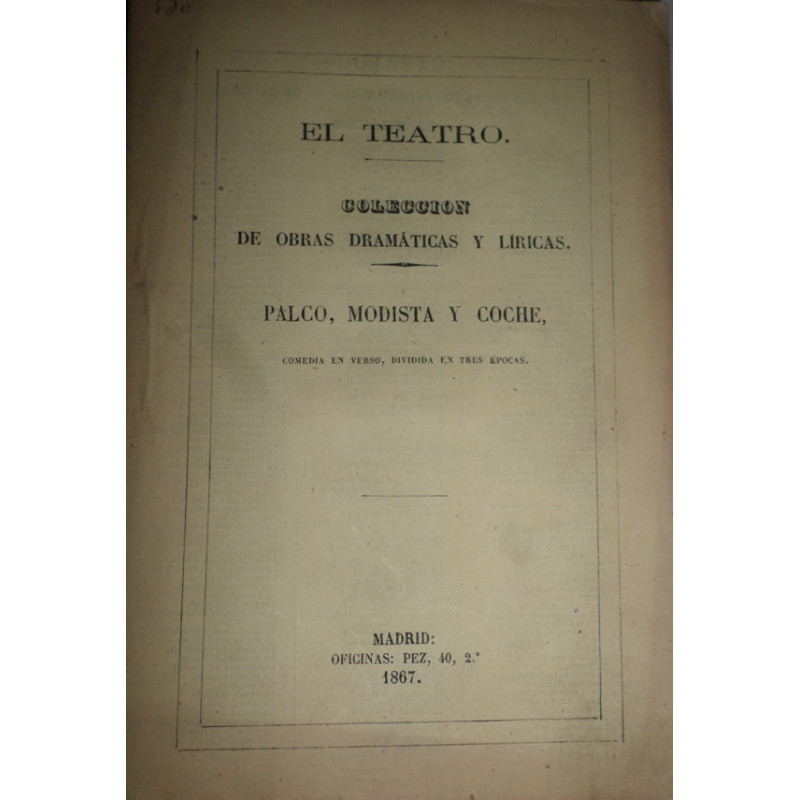 EL TEATRO.
COLECCION
DE OBRAS DRAMÁTICAS Y LÍRICAS.
PALCO, MODISTA Y COCHE,
COMEDIA EN VERSO, DIVIDIDA EN TRES ÉPOCAS.
MADRID:
OFICINAS: PEZ, 40, 2.º
1867.